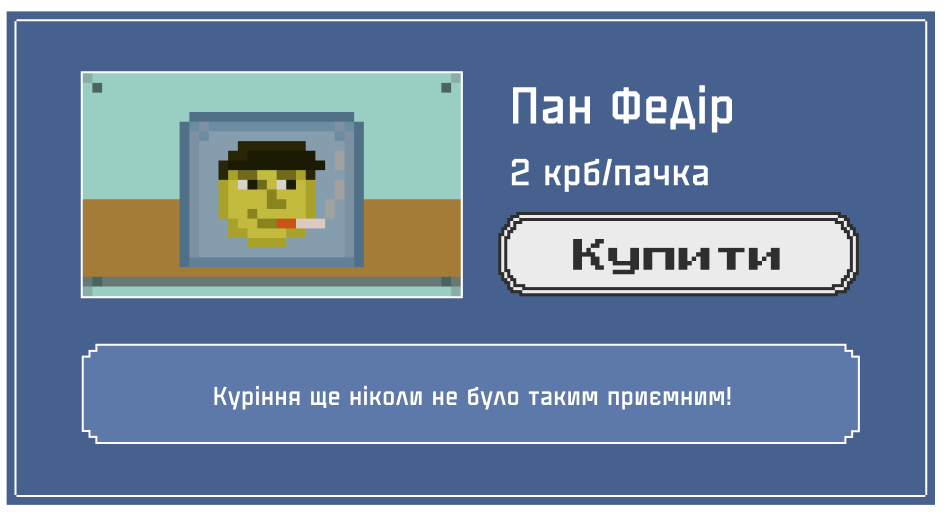 Пан Федір
2 крб/пачка
Купити
Куріння ще ніколи не було таким приємним!